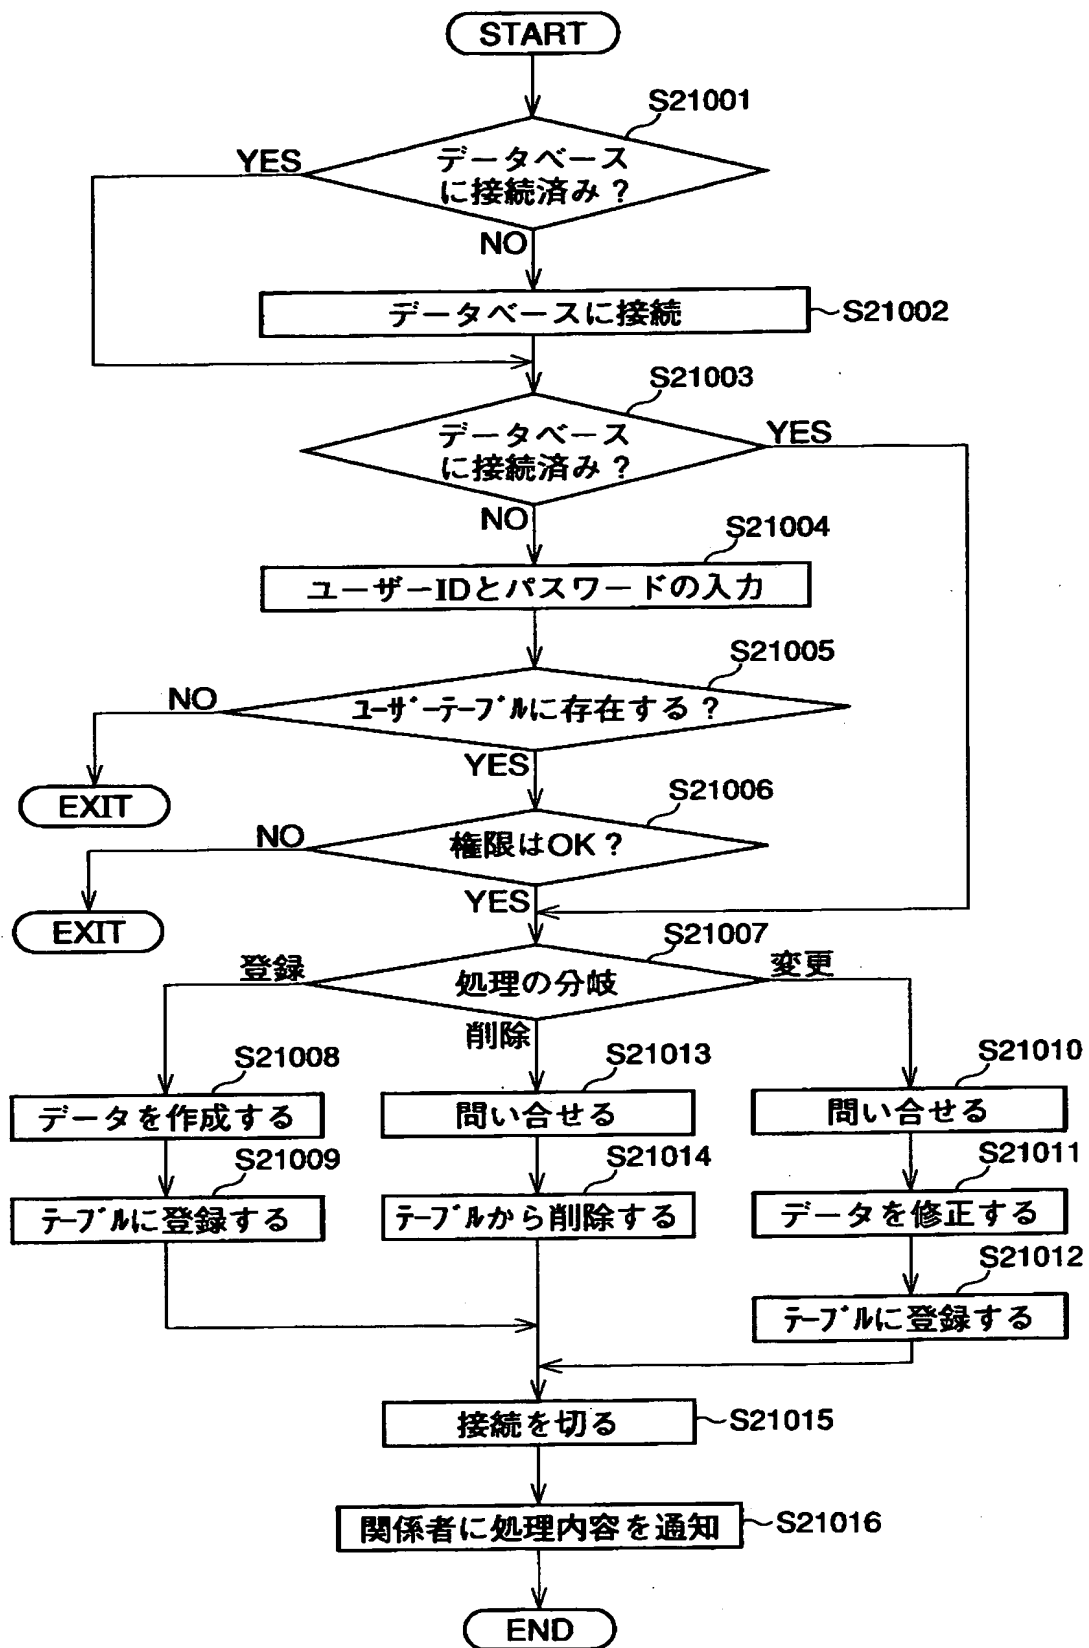 START
S21001
YES
データベース
に接続済み？
NO
データベースに接続
S21002
S21003
データベース
に接続済み？
YES
NO
S21004
ユーザーIDとパスワードの入力
S21005
NO
ﾕｰｻﾞｰﾃｰﾌﾞﾙに存在する？
YES
EXIT
S21006
NO
権限はOK？
YES
EXIT
S21007
登録
処理の分岐
変更
削除
S21008
S21013
S21010
データを作成する
問い合せる
問い合せる
S21009
S21014
S21011
ﾃｰﾌﾞﾙに登録する
ﾃｰﾌﾞﾙから削除する
データを修正する
S21012
ﾃｰﾌﾞﾙに登録する
接続を切る
S21015
関係者に処理内容を通知
S21016
END